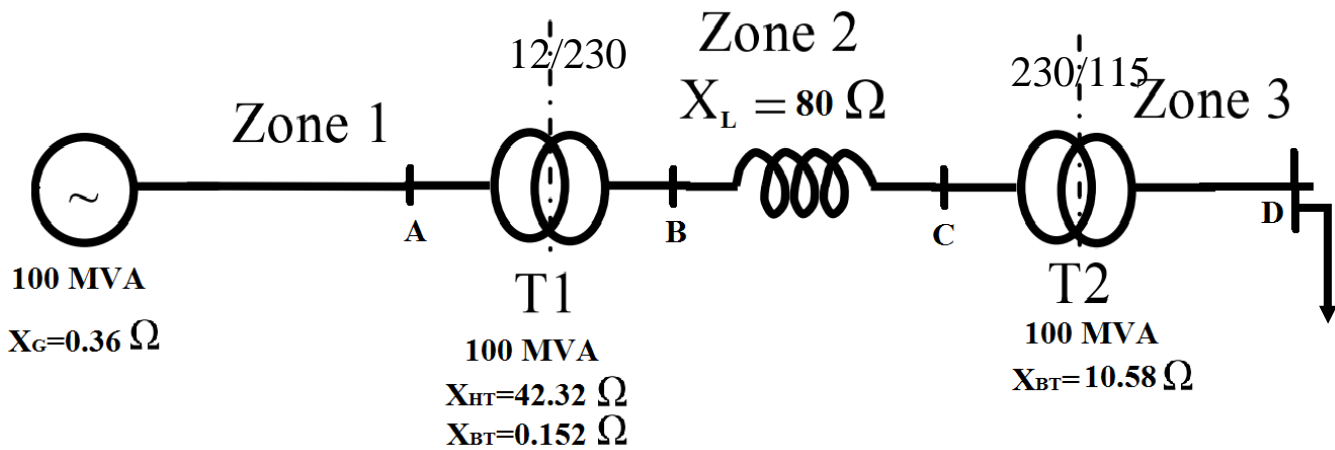 12/230
Zone 2
230/115
Zone 1
X_L = 80 Ω
Zone 3
~
A
B
C
D
100 MVA
X_G=0.36 Ω
T1
100 MVA
X_HT=42.32 Ω
X_BT=0.152 Ω
T2
100 MVA
X_BT=10.58 Ω